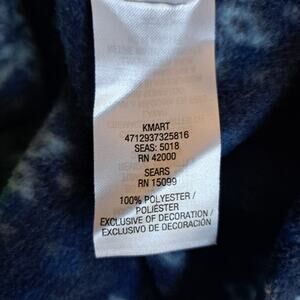 KMART
4712937325816
SEAS: 5018
RN 42000
SEARS
RN 15099
100% POLYESTER /
POLIÉSTER
EXCLUSIVE OF DECORATION /
EXCLUSIVO DE DECORACIÓN